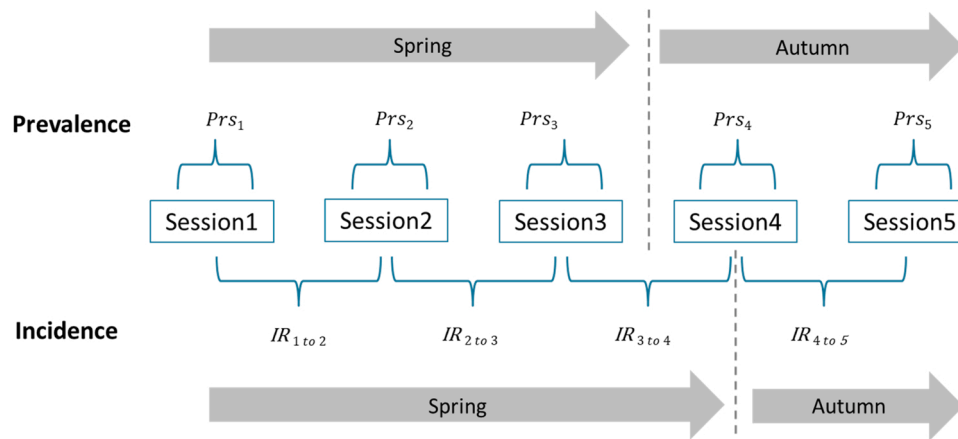 Spring Autumn
Prevalence Prs₁ Prs₂ Prs₃ Prs₄ Prs₅
Session1 Session2 Session3 Session4 Session5
Incidence IR₁ ₜₒ ₂ IR₂ ₜₒ ₃ IR₃ ₜₒ ₄ IR₄ ₜₒ ₅
Spring Autumn